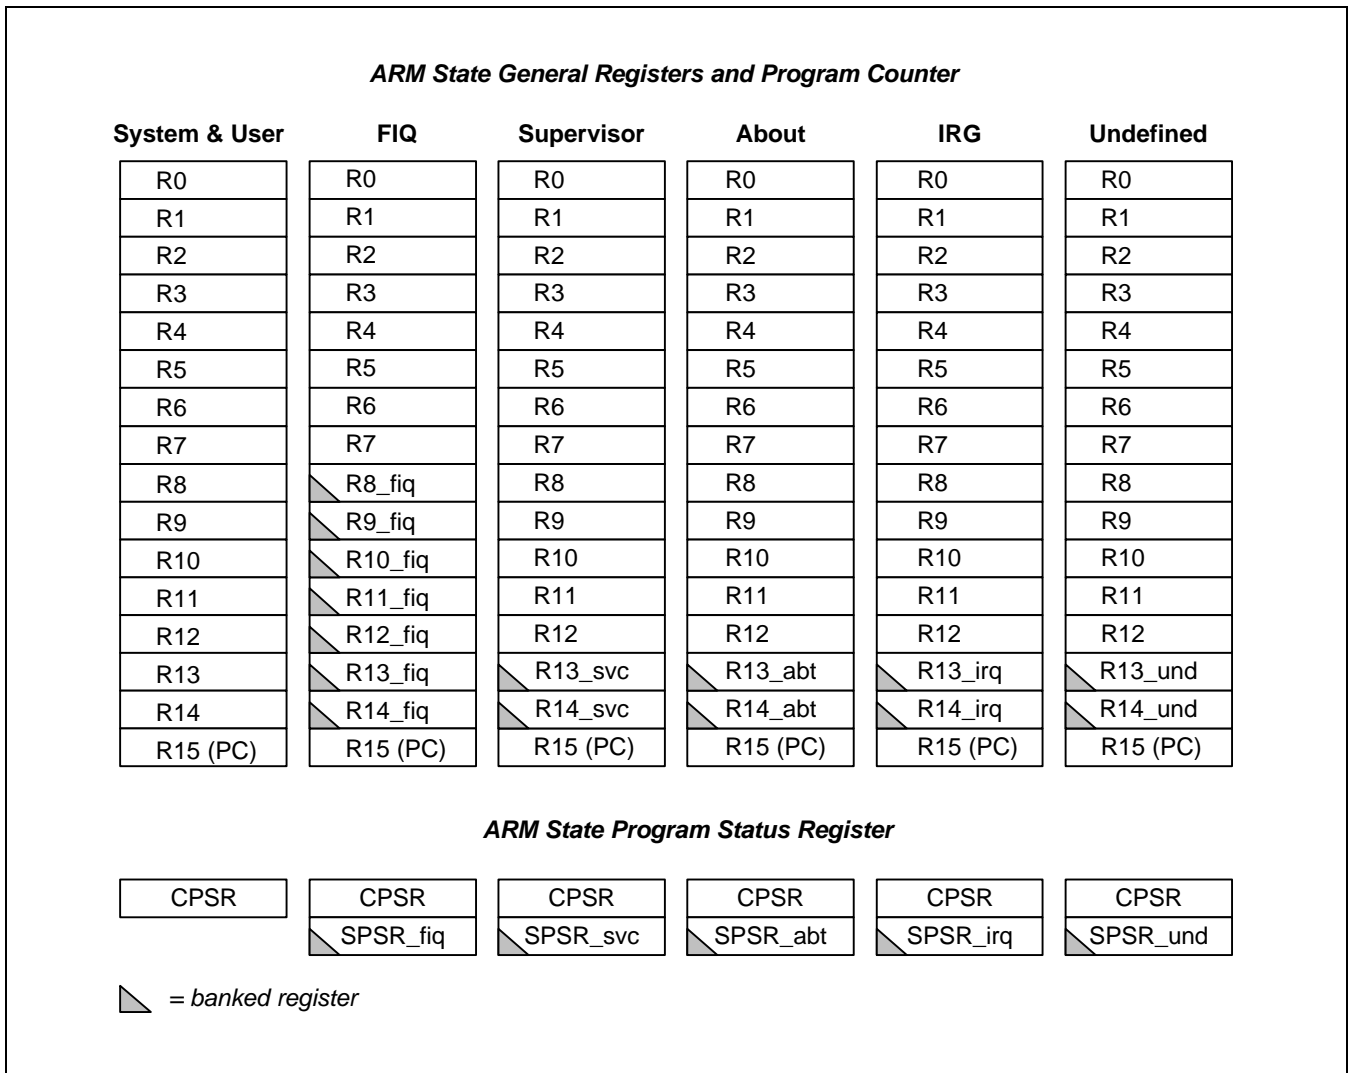 ARM State General Registers and Program Counter
System & User FIQ Supervisor About IRG Undefined
R0 R0 R0 R0 R0 R0
R1 R1 R1 R1 R1 R1
R2 R2 R2 R2 R2 R2
R3 R3 R3 R3 R3 R3
R4 R4 R4 R4 R4 R4
R5 R5 R5 R5 R5 R5
R6 R6 R6 R6 R6 R6
R7 R7 R7 R7 R7 R7
R8 R8_fiq R8 R8 R8 R8
R9 R9_fiq R9 R9 R9 R9
R10 R10_fiq R10 R10 R10 R10
R11 R11_fiq R11 R11 R11 R11
R12 R12_fiq R12 R12 R12 R12
R13 R13_fiq R13_svc R13_abt R13_irq R13_und
R14 R14_fiq R14_svc R14_abt R14_irq R14_und
R15 (PC) R15 (PC) R15 (PC) R15 (PC) R15 (PC) R15 (PC)
ARM State Program Status Register
CPSR CPSR CPSR CPSR CPSR CPSR
SPSR_fiq SPSR_svc SPSR_abt SPSR_irq SPSR_und
= banked register